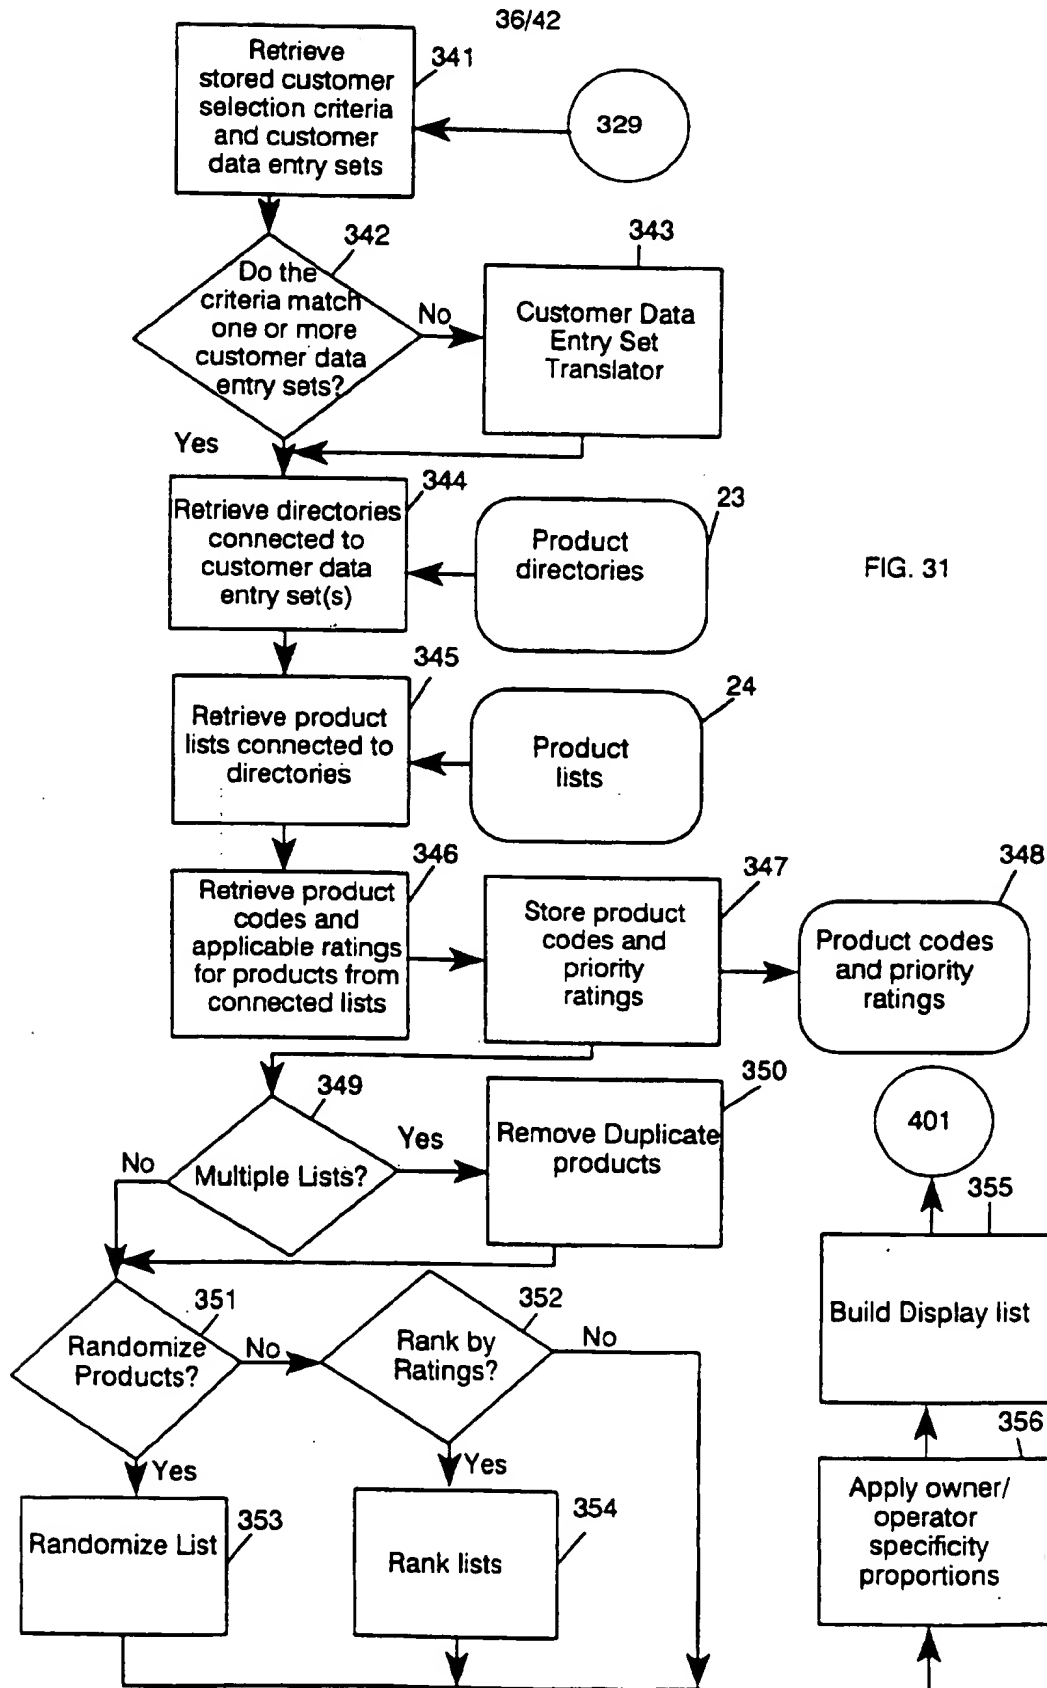 36/42
Retrieve
stored customer
selection criteria
and customer
data entry sets
341
329
342
Do the
criteria match
one or more
customer data
entry sets?
No
Yes
343
Customer Data
Entry Set
Translator
344
Retrieve directories
connected to
customer data
entry set(s)
23
Product
directories
FIG. 31
345
Retrieve product
lists connected to
directories
24
Product
lists
346
Retrieve product
codes and
applicable ratings
for products from
connected lists
347
Store product
codes and
priority
ratings
348
Product codes
and priority
ratings
349
Multiple Lists?
No
Yes
350
Remove Duplicate
products
401
355
Build Display list
351
Randomize
Products?
No
Yes
352
Rank by
Ratings?
No
Yes
356
Apply owner/
operator
specificity
proportions
353
Randomize List
354
Rank lists